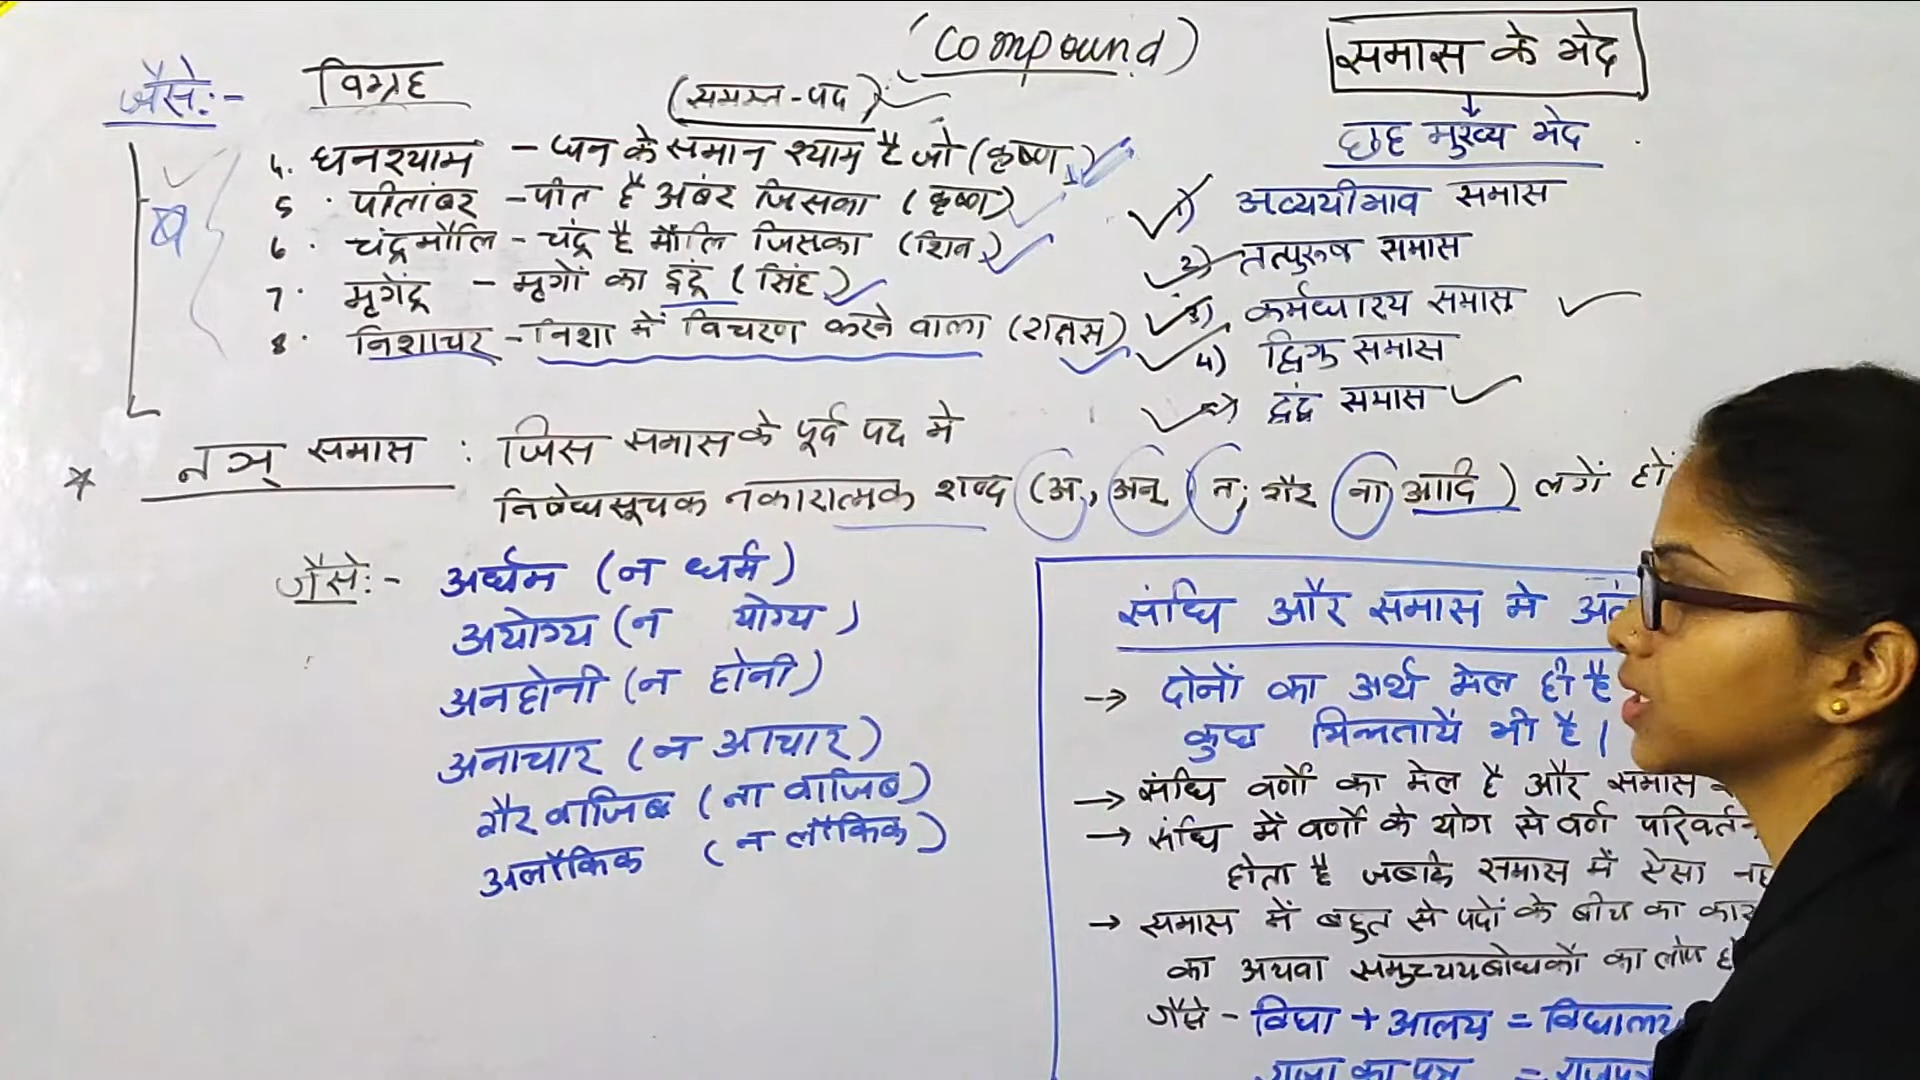 (Compound)
जैसे:- विग्रह (समस्त-पद)
4. घनश्याम - घन के समान श्याम है जो (कृष्ण)
5. पीतांबर - पीत है अंबर जिसका (कृष्ण)
6. चंद्रमौलि - चंद्र है मौलि जिसका (शिव)
7. मृगेंद्र - मृगों का इंद्र (सिंह)
8. निशाचर - निशा में विचरण करने वाला (राक्षस)
समास के भेद
छह मुख्य भेद
1) अव्ययीभाव समास
2) तत्पुरुष समास
3) कर्मधारय समास
4) द्विगु समास
5) द्वंद्व समास
* नञ् समास : जिस समास के पूर्व पद मे
निषेधसूचक नकारात्मक शब्द (अ, अन्, न, गैर, ना आदि) लगें हों
जैसे:- अर्धम (न धर्म)
अयोग्य (न योग्य)
अनहोनी (न होनी)
अनाचार (न आचार)
गैर वाजिब (ना वाजिब)
अलौकिक (न लौकिक)
संधि और समास मे
→ दोनों का अर्थ मेल ही है
कुछ भिन्नतायें भी है।
→ संधि वर्णों का मेल है और समास
→ संधि में वर्णों के योग से वर्ण परिवर्तन
होता है जबकि समास में ऐसा
→ समास में बहुत से पदों के बीच का
का अथवा समुच्चयबोधकों का लोप
जैसे - विद्या + आलय = विद्यालय